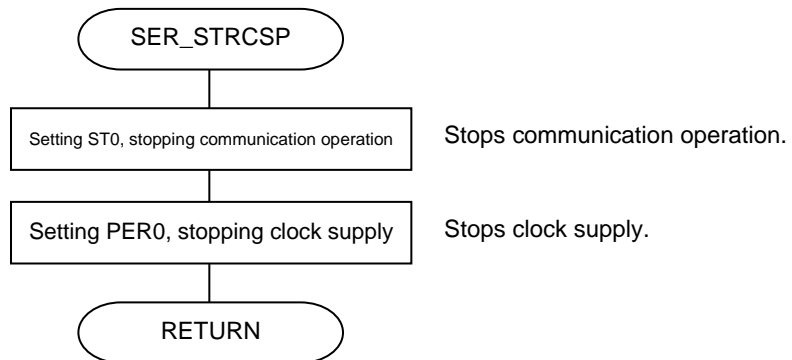 SER_STRCSP
Setting ST0, stopping communication operation
Stops communication operation.
Setting PER0, stopping clock supply
Stops clock supply.
RETURN